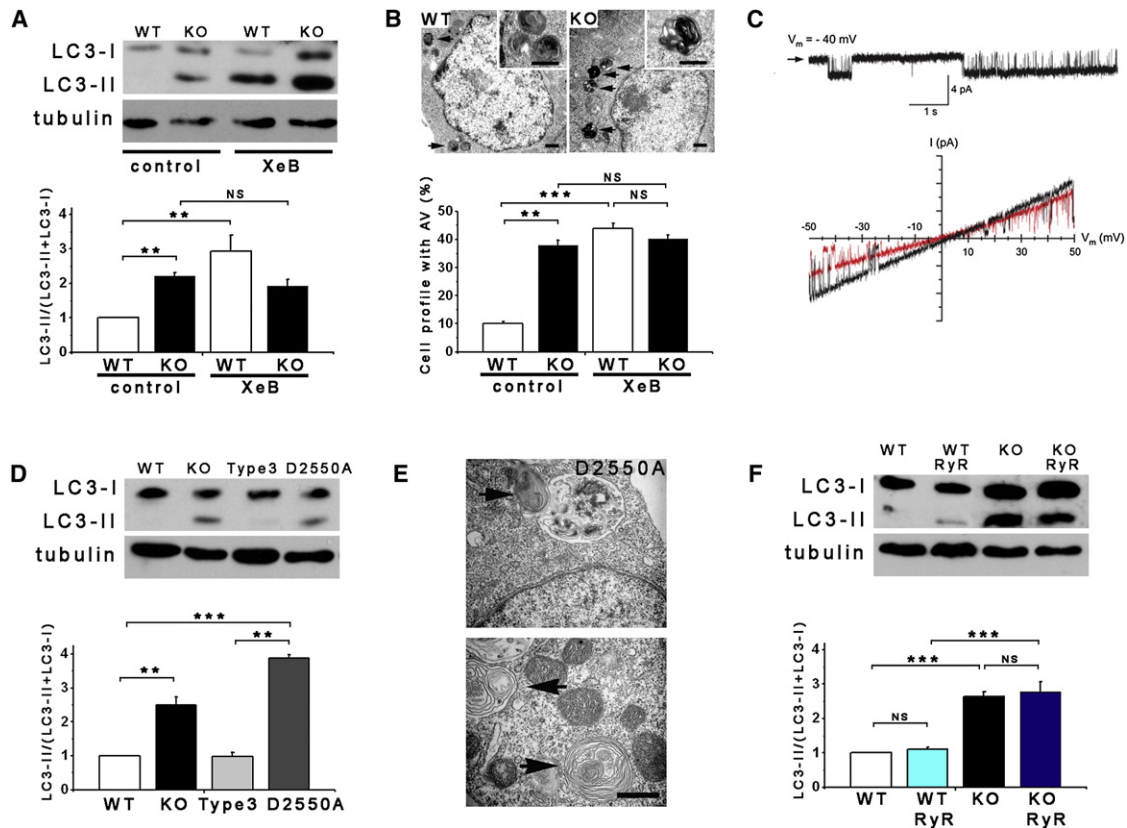 A
WT KO WT KO
LC3-I
LC3-II
tubulin
control XeB
LC3-II/(LC3-II+LC3-I)
4
3
2
1
0
NS
**
**
WT KO WT KO
control XeB
B
WT KO
Cell profile with AV (%)
50
40
30
20
10
0
NS
*** NS
**
WT KO WT KO
control XeB
C
Vm = - 40 mV
4 pA
1 s
I (pA)
-50 -30 -10 10 30 50
Vm (mV)
D
WT KO Type3 D2550A
LC3-I
LC3-II
tubulin
LC3-II/(LC3-II+LC3-I)
4
3
2
1
0
***
**
**
WT KO Type3 D2550A
E
D2550A
F
WT WT RyR KO KO RyR
LC3-I
LC3-II
tubulin
LC3-II/(LC3-II+LC3-I)
4
3
2
1
0
***
*** NS
NS
WT WT RyR KO KO RyR